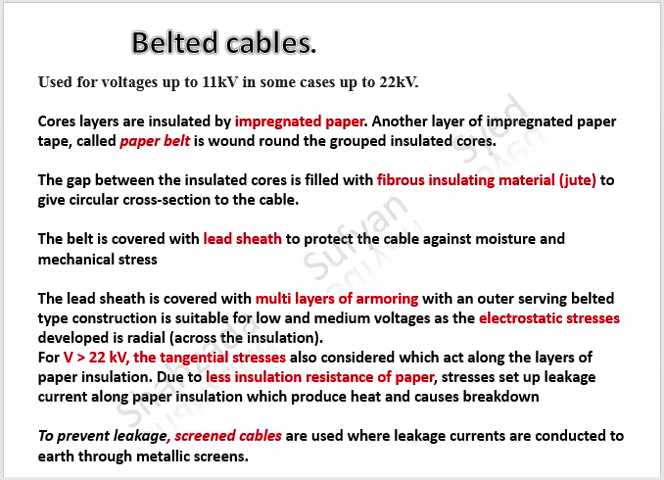 Belted cables.
Used for voltages up to 11kV in some cases up to 22kV.
Cores layers are insulated by impregnated paper. Another layer of impregnated paper
tape, called paper belt is wound round the grouped insulated cores.
The gap between the insulated cores is filled with fibrous insulating material (jute) to
give circular cross-section to the cable.
The belt is covered with lead sheath to protect the cable against moisture and
mechanical stress
The lead sheath is covered with multi layers of armoring with an outer serving belted
type construction is suitable for low and medium voltages as the electrostatic stresses
developed is radial (across the insulation).
For V > 22 kV, the tangential stresses also considered which act along the layers of
paper insulation. Due to less insulation resistance of paper, stresses set up leakage
current along paper insulation which produce heat and causes breakdown
To prevent leakage, screened cables are used where leakage currents are conducted to
earth through metallic screens.
Shahzada Sufyan Syed